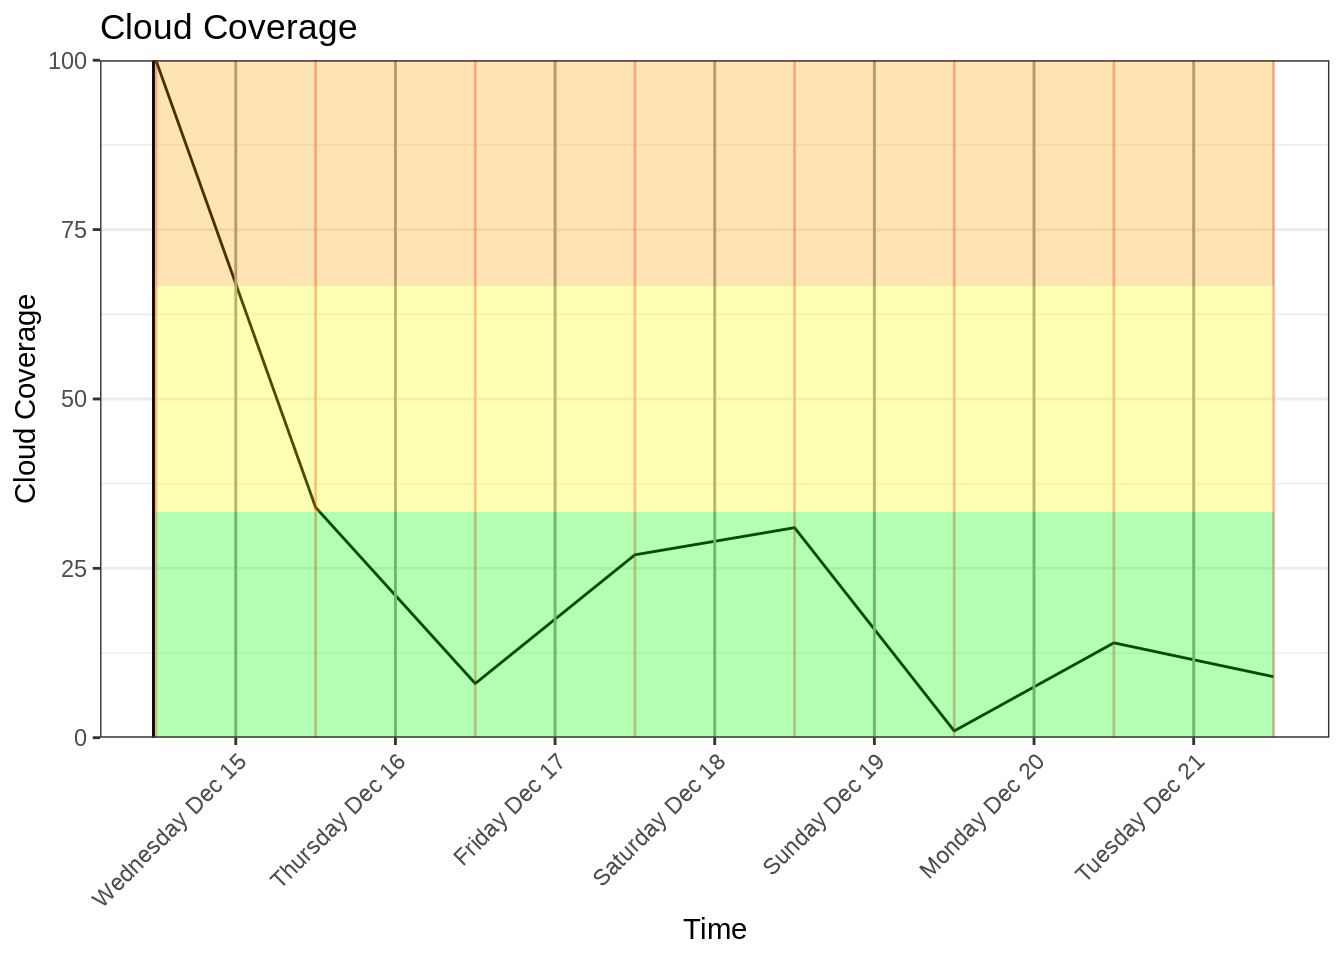 Cloud Coverage
100
75
50
25
0
Cloud Coverage
Wednesday Dec 15
Thursday Dec 16
Friday Dec 17
Saturday Dec 18
Sunday Dec 19
Monday Dec 20
Tuesday Dec 21
Time